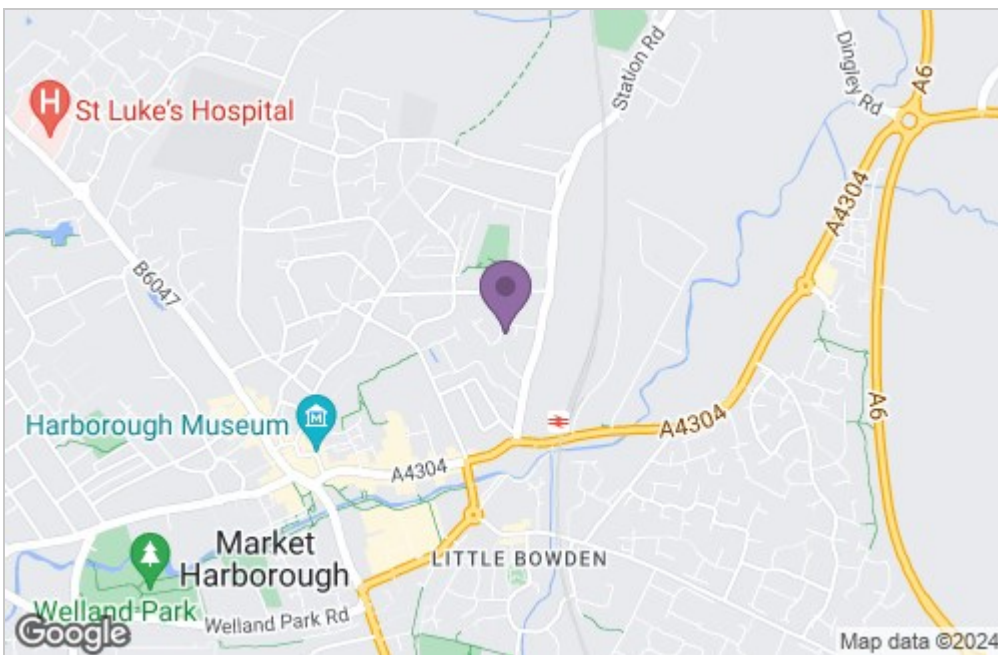 Station Rd
Dingley Rd
A6
H
St Luke's Hospital
A4304
B6047
A6
A4304
Harborough Museum
M
A4304
Market
Harborough
LITTLE BOWDEN
Welland Park
Welland Park Rd
Google
Map data ©2024